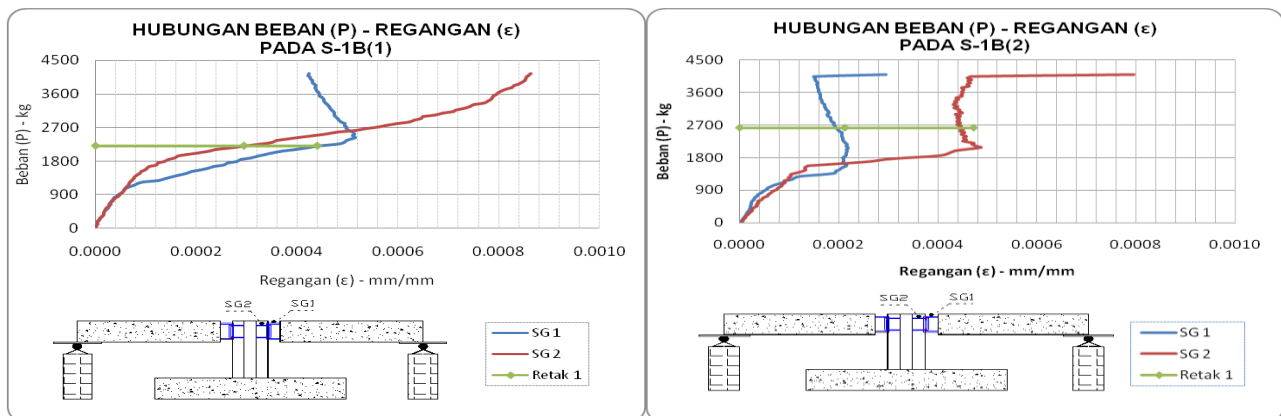 HUBUNGAN BEBAN (P) - REGANGAN (ε)
PADA S-1B(1)
Beban (P) - kg
4500
3600
2700
1800
900
0
0.0000
0.0002
0.0004
0.0006
0.0008
0.0010
Regangan (ε) - mm/mm
SG2
SG1
SG 1
SG 2
Retak 1
HUBUNGAN BEBAN (P) - REGANGAN (ε)
PADA S-1B(2)
Beban (P) - kg
4500
3600
2700
1800
900
0
0.0000
0.0002
0.0004
0.0006
0.0008
0.0010
Regangan (ε) - mm/mm
SG2
SG1
SG 1
SG 2
Retak 1